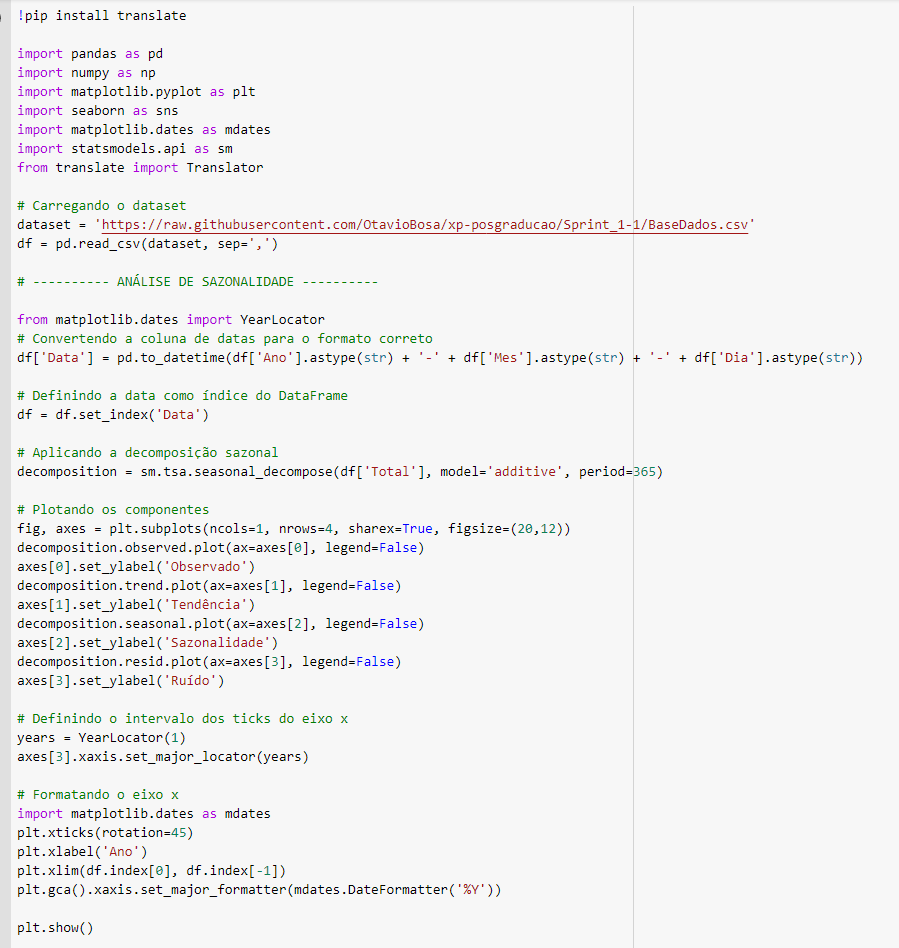 !pip install translate
import pandas as pd
import numpy as np
import matplotlib.pyplot as plt
import seaborn as sns
import matplotlib.dates as mdates
import statsmodels.api as sm
from translate import Translator
# Carregando o dataset
dataset = 'https://raw.githubusercontent.com/OtavioBosa/xp-posgraducao/Sprint_1-1/BaseDados.csv'
df = pd.read_csv(dataset, sep=',')
# ---------- ANÁLISE DE SAZONALIDADE ----------
from matplotlib.dates import YearLocator
# Convertendo a coluna de datas para o formato correto
df['Data'] = pd.to_datetime(df['Ano'].astype(str) + '-' + df['Mes'].astype(str) + '-' + df['Dia'].astype(str))
# Definindo a data como índice do DataFrame
df = df.set_index('Data')
# Aplicando a decomposição sazonal
decomposition = sm.tsa.seasonal_decompose(df['Total'], model='additive', period=365)
# Plotando os componentes
fig, axes = plt.subplots(ncols=1, nrows=4, sharex=True, figsize=(20,12))
decomposition.observed.plot(ax=axes[0], legend=False)
axes[0].set_ylabel('Observado')
decomposition.trend.plot(ax=axes[1], legend=False)
axes[1].set_ylabel('Tendência')
decomposition.seasonal.plot(ax=axes[2], legend=False)
axes[2].set_ylabel('Sazonalidade')
decomposition.resid.plot(ax=axes[3], legend=False)
axes[3].set_ylabel('Ruído')
# Definindo o intervalo dos ticks do eixo x
years = YearLocator(1)
axes[3].xaxis.set_major_locator(years)
# Formatando o eixo x
import matplotlib.dates as mdates
plt.xticks(rotation=45)
plt.xlabel('Ano')
plt.xlim(df.index[0], df.index[-1])
plt.gca().xaxis.set_major_formatter(mdates.DateFormatter('%Y'))
plt.show()